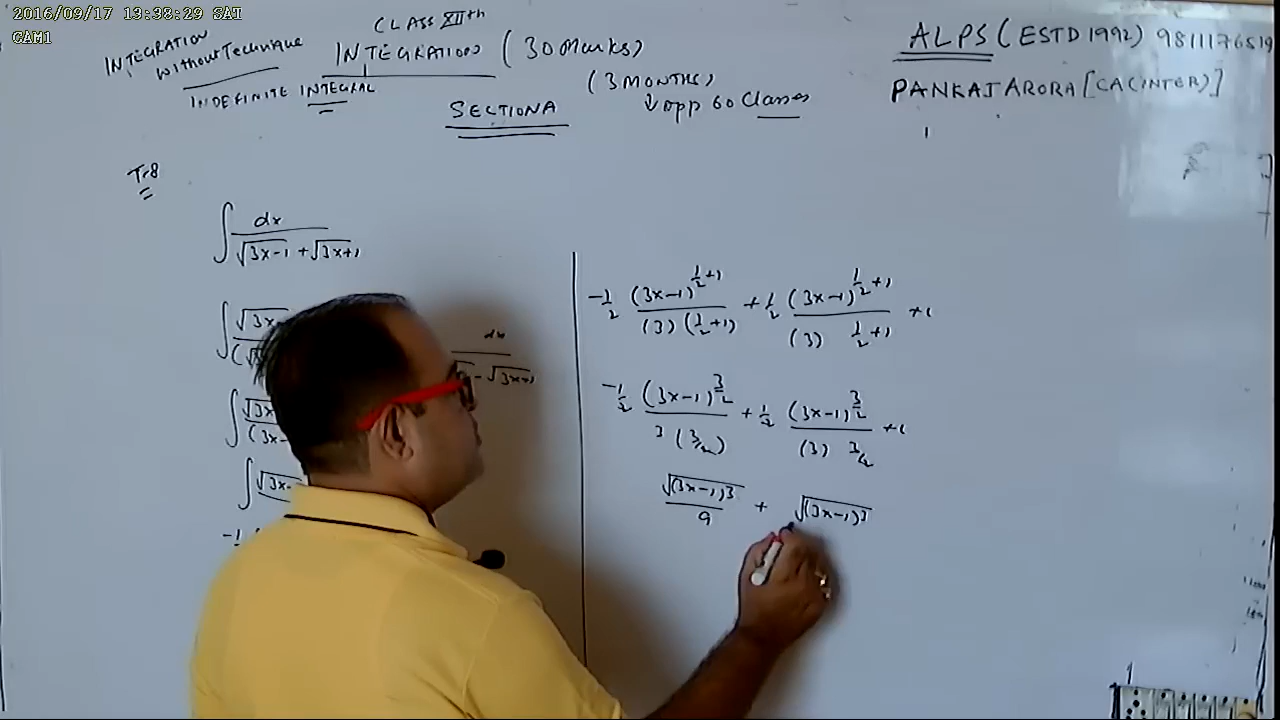 2016/09/17 13:38:29 SAT
CAM1
INTEGRATION
without Technique
INDEFINITE INTEGRAL
CLASS XIIth
INTEGRATIONS (30 Marks)
(3 MONTHS)
↓ opp 60 Classes
SECTION A
ALPS (ESTD 1992) 9811176519
PANKAJ ARORA [CA CINTER)]
Tr8
∫ dx / (√3x-1 + √3x+1)
-1/2 (3x-1)^(1/2+1) / (3)(1/2+1) + 1/2 (3x-1)^(1/2+1) / (3) 1/2+1 + c
-1/2 (3x-1)^3/2 / 3(3/2) + 1/2 (3x-1)^3/2 / (3) 3/2 + c
√(3x-1)^3 / 9 + √(3x-1)^3